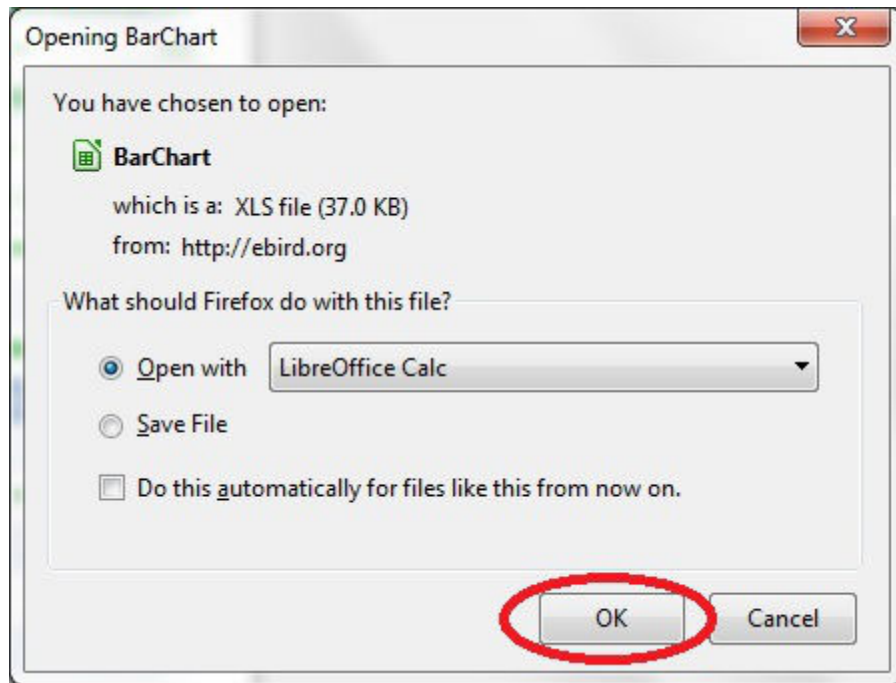 Opening BarChart
You have chosen to open:
BarChart
which is a: XLS file (37.0 KB)
from: http://ebird.org
What should Firefox do with this file?
Open with LibreOffice Calc
Save File
Do this automatically for files like this from now on.
OK Cancel